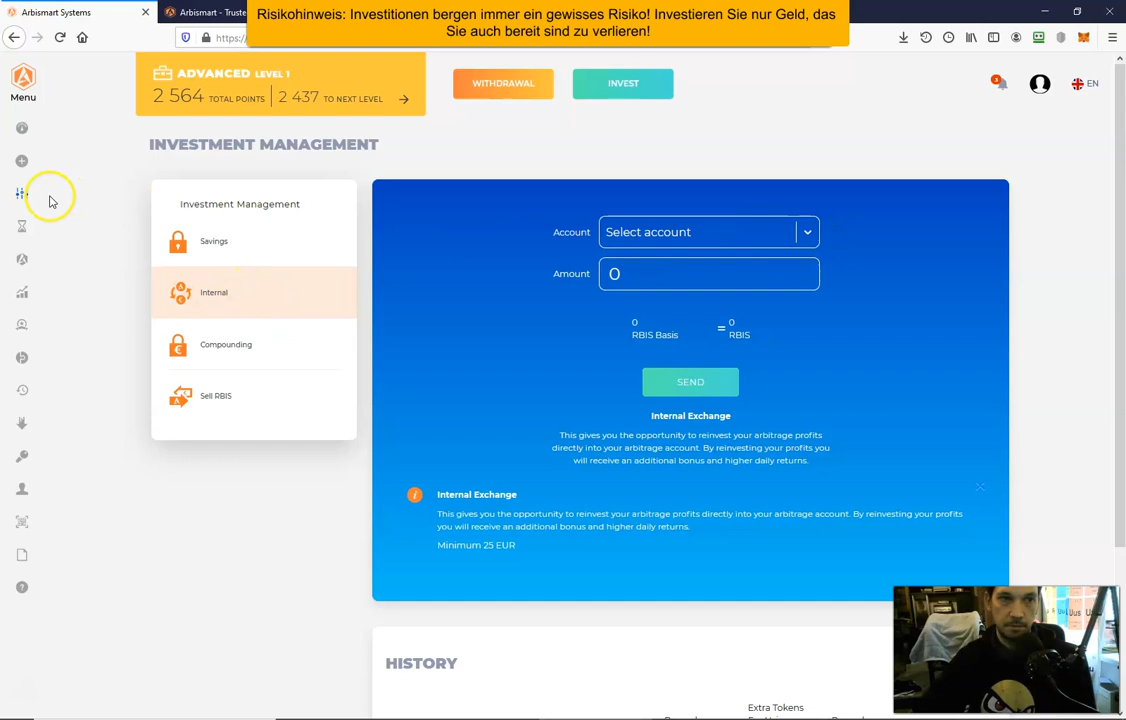 Arbismart Systems
Arbismart - Truste
Risikohinweis: Investitionen bergen immer ein gewisses Risiko! Investieren Sie nur Geld, das
Sie auch bereit sind zu verlieren!
https:/
Menu
ADVANCED LEVEL 1
2 564 TOTAL POINTS 2 437 TO NEXT LEVEL
WITHDRAWAL
INVEST
3
EN
INVESTMENT MANAGEMENT
Investment Management
Savings
Internal
Compounding
Sell RBIS
Account
Select account
Amount
0
0
RBIS Basis
=
0
RBIS
SEND
Internal Exchange
This gives you the opportunity to reinvest your arbitrage profits
directly into your arbitrage account. By reinvesting your profits you
will receive an additional bonus and higher daily returns.
Internal Exchange
This gives you the opportunity to reinvest your arbitrage profits directly into your arbitrage account. By reinvesting your profits
you will receive an additional bonus and higher daily returns.
Minimum 25 EUR
HISTORY
Extra Tokens